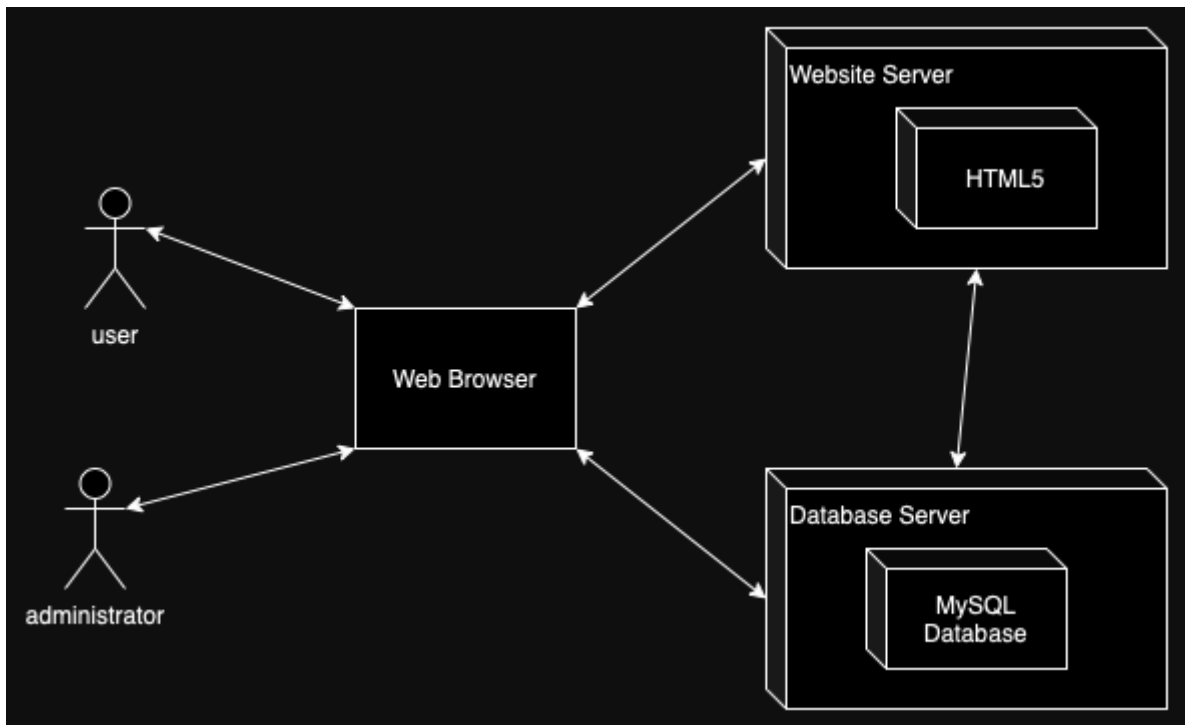 Website Server
HTML5
user
Web Browser
administrator
Database Server
MySQL
Database